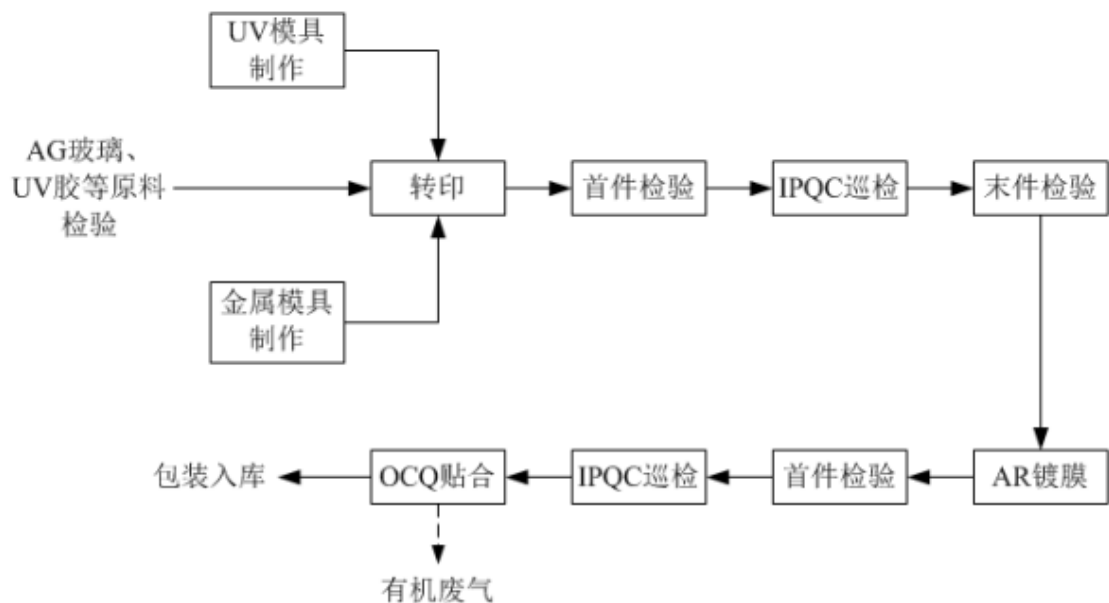 UV模具
制作
AG玻璃、
UV胶等原料
检验
转印
首件检验
IPQC巡检
末件检验
金属模具
制作
包装入库
OCQ贴合
IPQC巡检
首件检验
AR镀膜
有机废气